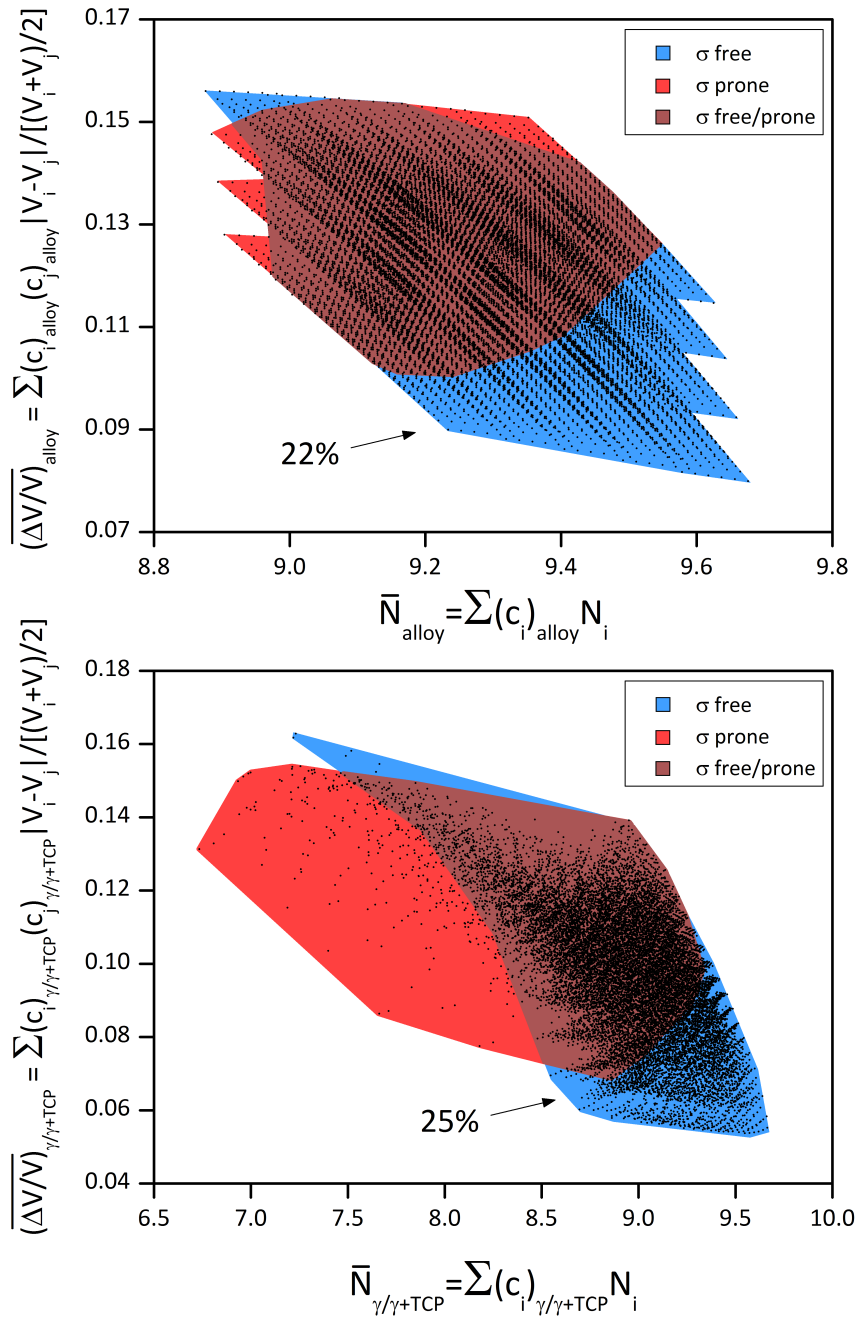 0.17
0.15
0.13
0.11
0.09
0.07
8.8 9.0 9.2 9.4 9.6 9.8
(ΔV/V)alloy = Σ(ci)alloy(cj)alloy|Vi-Vj|/[(Vi+Vj)/2]
σ free
σ prone
σ free/prone
22%
N̄alloy=Σ(ci)alloyNi
0.18
0.16
0.14
0.12
0.10
0.08
0.06
0.04
6.5 7.0 7.5 8.0 8.5 9.0 9.5 10.0
(ΔV/V)γ/γ+TCP = Σ(ci)γ/γ+TCP(cj)γ/γ+TCP|Vi-Vj|/[(Vi+Vj)/2]
σ free
σ prone
σ free/prone
25%
N̄γ/γ+TCP=Σ(ci)γ/γ+TCPNi